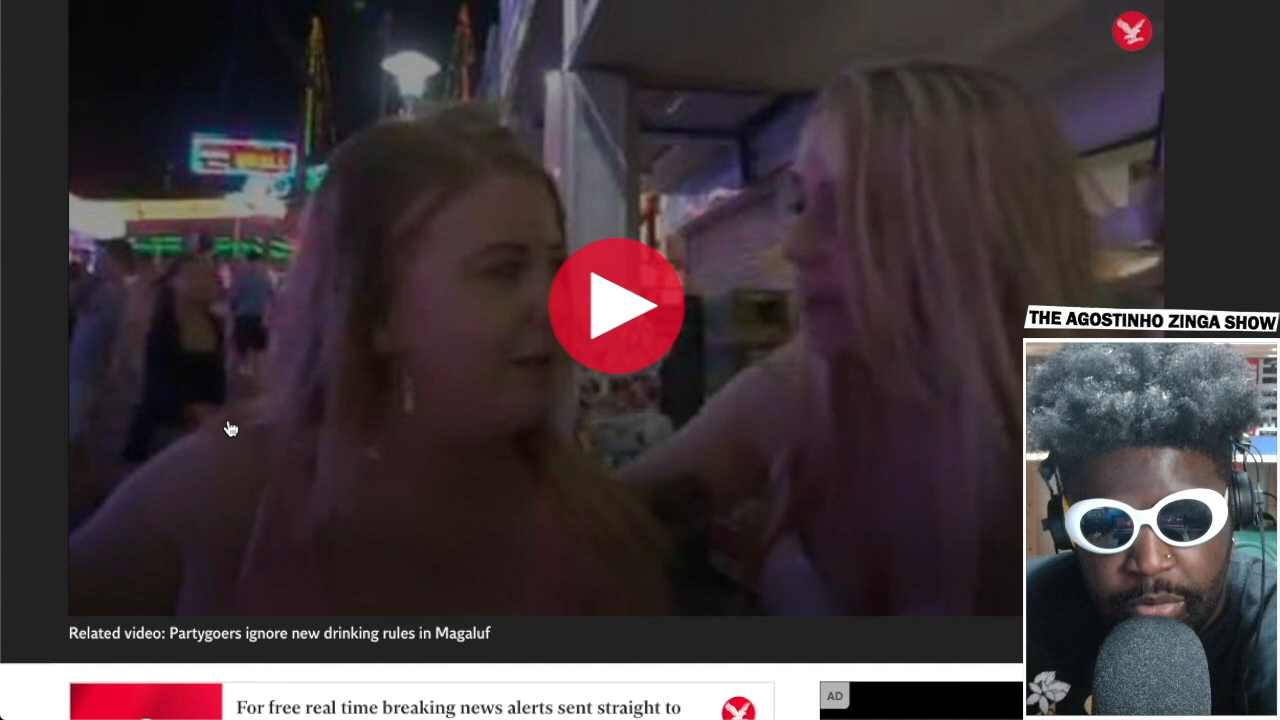 THE AGOSTINHO ZINGA SHOW
Related video: Partygoers ignore new drinking rules in Magaluf
AD
For free real time breaking news alerts sent straight to